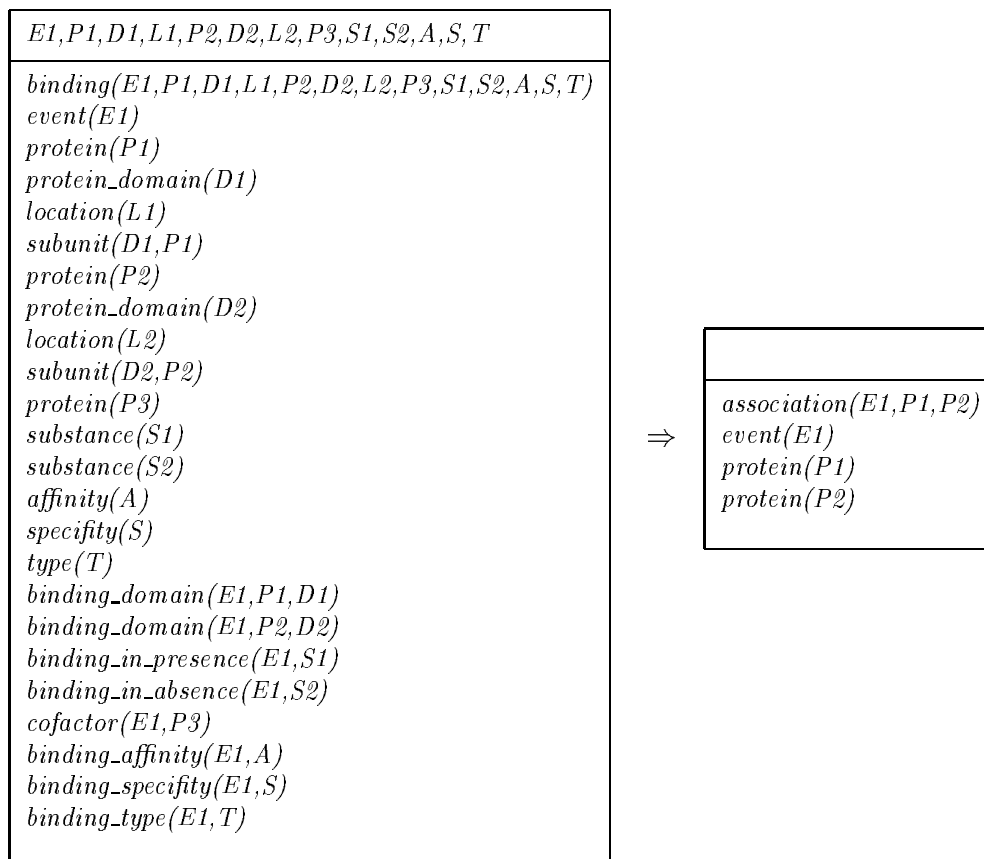 E1,P1,D1,L1,P2,D2,L2,P3,S1,S2,A,S,T
binding(E1,P1,D1,L1,P2,D2,L2,P3,S1,S2,A,S,T)
event(E1)
protein(P1)
protein_domain(D1)
location(L1)
subunit(D1,P1)
protein(P2)
protein_domain(D2)
location(L2)
subunit(D2,P2)
protein(P3)
substance(S1)
substance(S2)
affinity(A)
specifity(S)
type(T)
binding_domain(E1,P1,D1)
binding_domain(E1,P2,D2)
binding_in_presence(E1,S1)
binding_in_absence(E1,S2)
cofactor(E1,P3)
binding_affinity(E1,A)
binding_specifity(E1,S)
binding_type(E1,T)
⇒
association(E1,P1,P2)
event(E1)
protein(P1)
protein(P2)